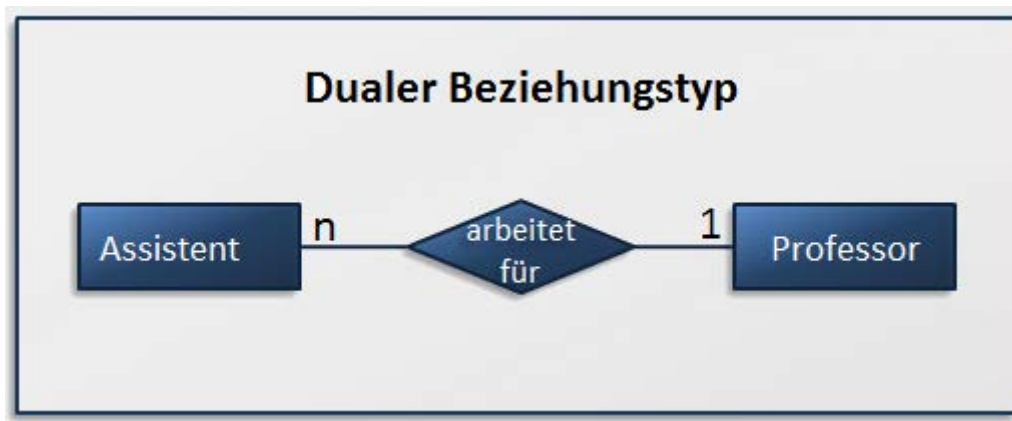 Dualer Beziehungstyp
Assistent
n
arbeitet
für
1
Professor